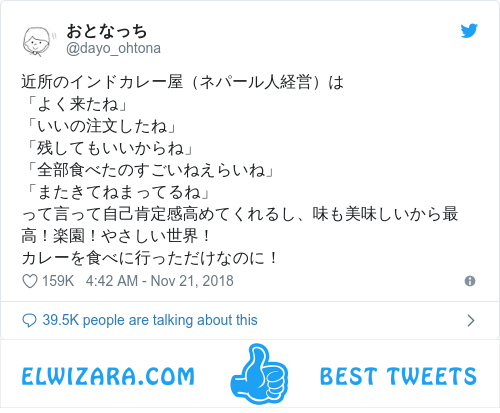 おとなっち
@dayo_ohtona
近所のインドカレー屋（ネパール人経営）は
「よく来たね」
「いいの注文したね」
「残してもいいからね」
「全部食べたのすごいねえらいね」
「またきてねまってるね」
って言って自己肯定感高めてくれるし、味も美味しいから最
高！楽園！やさしい世界！
カレーを食べに行っただけなのに！
159K 4:42 AM - Nov 21, 2018
39.5K people are talking about this
ELWIZARA.COM BEST TWEETS